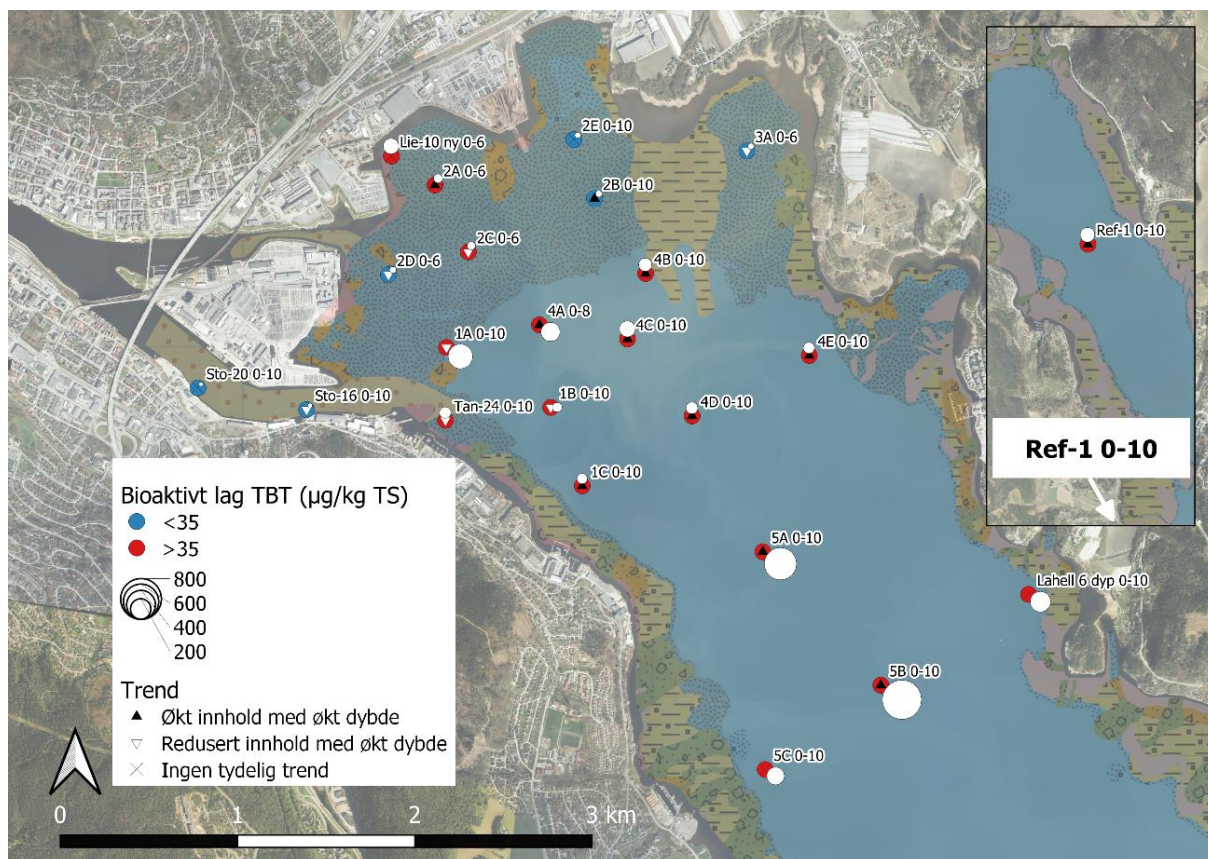 2E 0-10
3A 0-6
Lie-10 ny 0-6
2A 0-6
2B 0-10
2C 0-6
Ref-1 0-10
2D 0-6
4B 0-10
4A 0-8
4C 0-10
1A 0-10
4E 0-10
Sto-20 0-10
Sto-16 0-10
Tan-24 0-10
1B 0-10
4D 0-10
Ref-1 0-10
1C 0-10
Bioaktivt lag TBT (µg/kg TS)
<35
>35
800
600
400
200
Trend
Økt innhold med økt dybde
Redusert innhold med økt dybde
Ingen tydelig trend
5A 0-10
Lahell 6 dyp 0-10
5B 0-10
5C 0-10
0
1
2
3 km